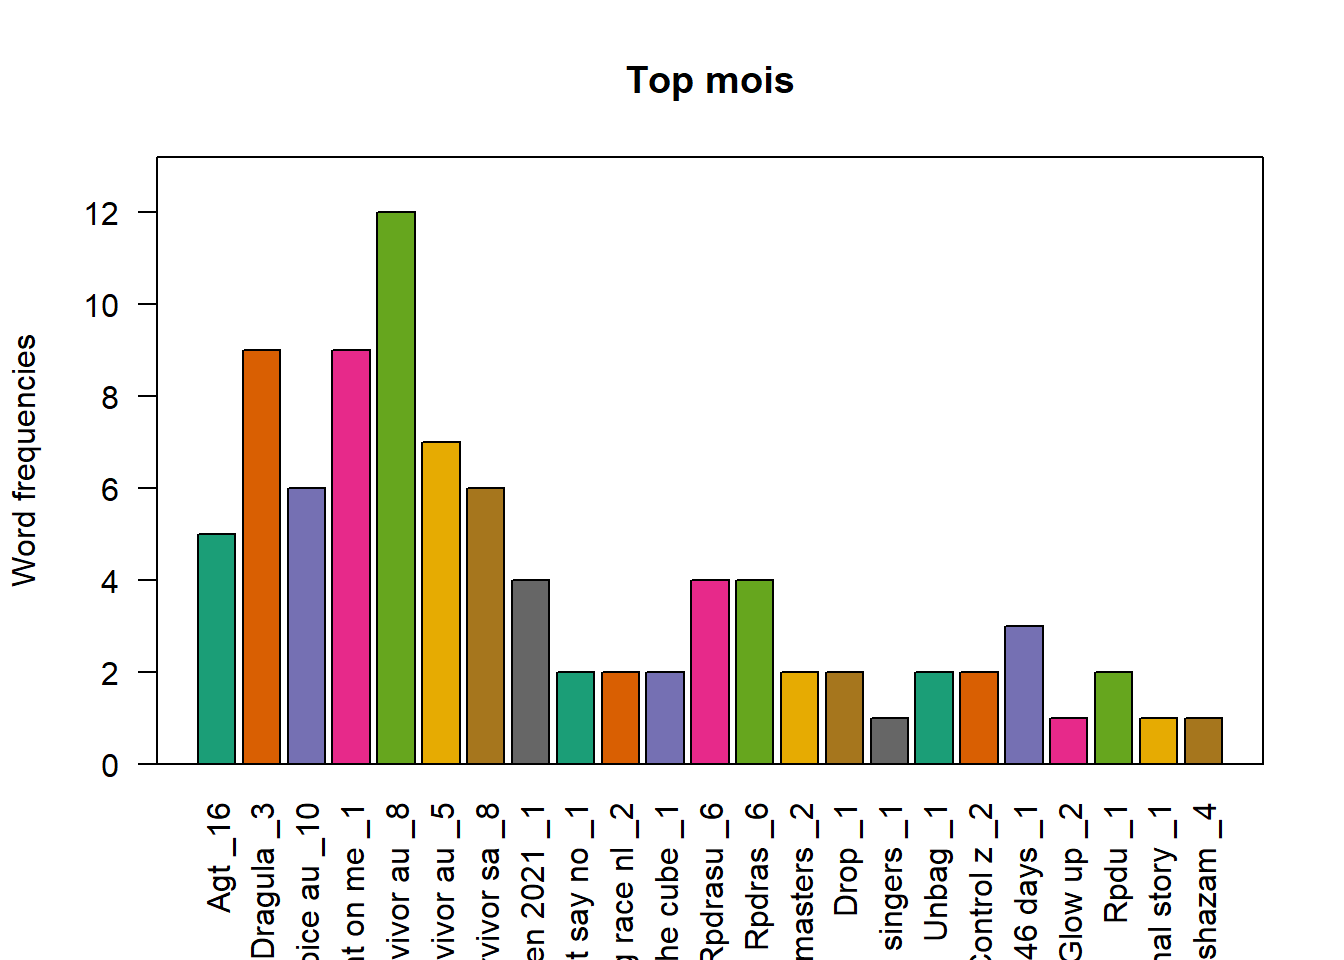 Top mois
Word frequencies
12
10
8
6
4
2
0
Agt _16
Dragula _3
oice au _10
at on me _1
vivor au _8
vivor au _5
rvivor sa _8
en 2021 _1
t say no _1
g race nl _2
he cube _1
Rpdrasu _6
Rpdras _6
masters _2
Drop _1
singers _1
Unbag _1
Control z _2
46 days _1
Glow up _2
Rpdu _1
nal story _1
shazam _4